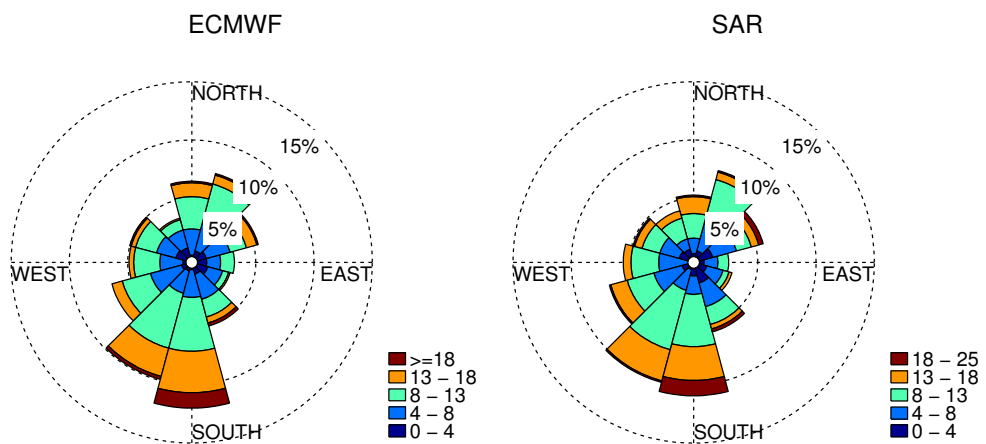 ECMWF
NORTH
15%
10%
5%
WEST
EAST
SOUTH
>=18
13 – 18
8 – 13
4 – 8
0 – 4
SAR
NORTH
15%
10%
5%
WEST
EAST
SOUTH
18 – 25
13 – 18
8 – 13
4 – 8
0 – 4